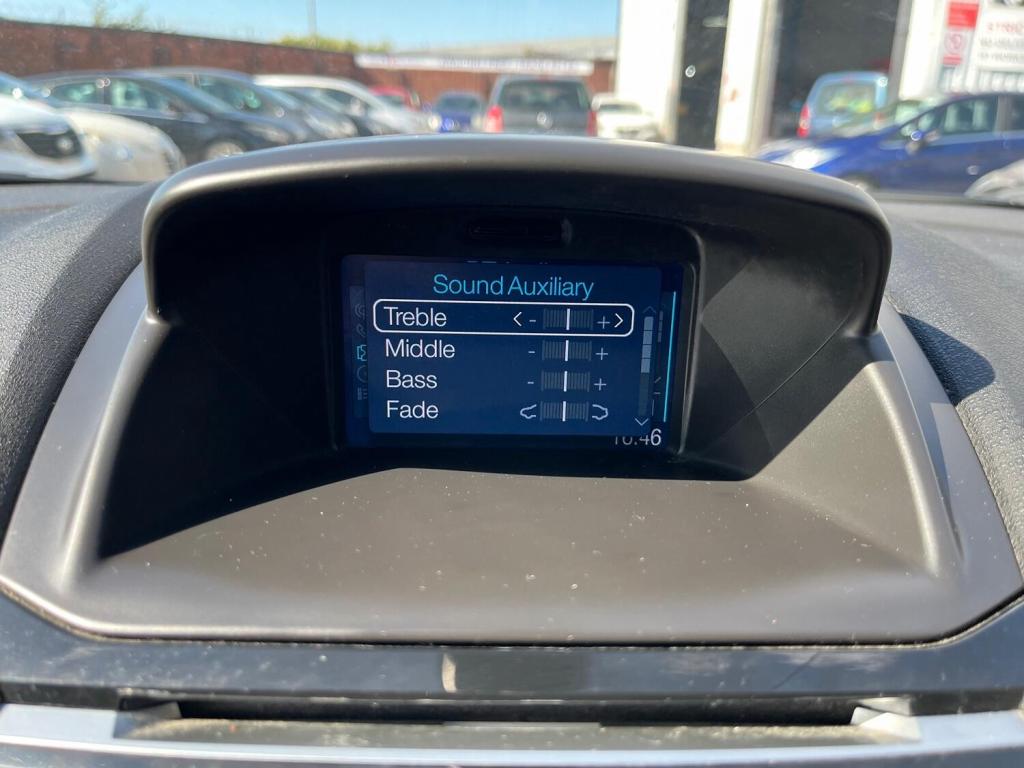 Sound Auxiliary
Treble < - + >
Middle - +
Bass - +
Fade